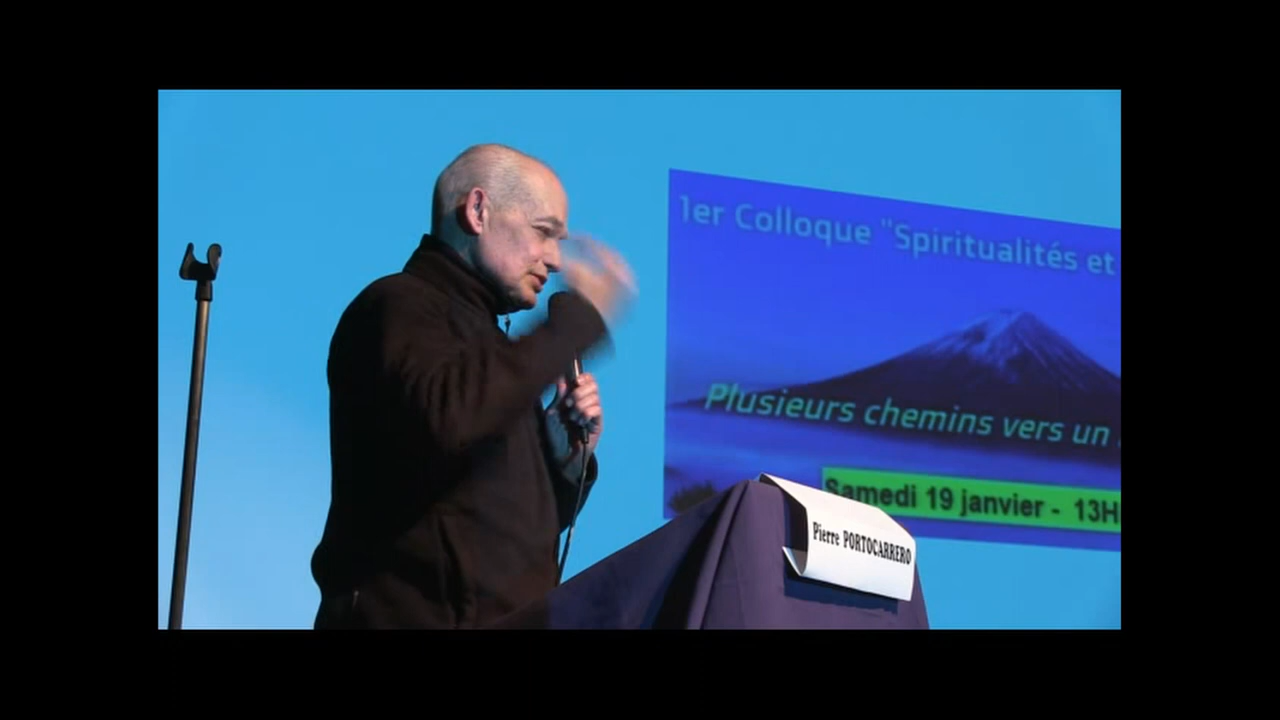 1er Colloque "Spiritualités et
Plusieurs chemins vers un
Samedi 19 janvier - 13H
Pierre PORTOCARRERO